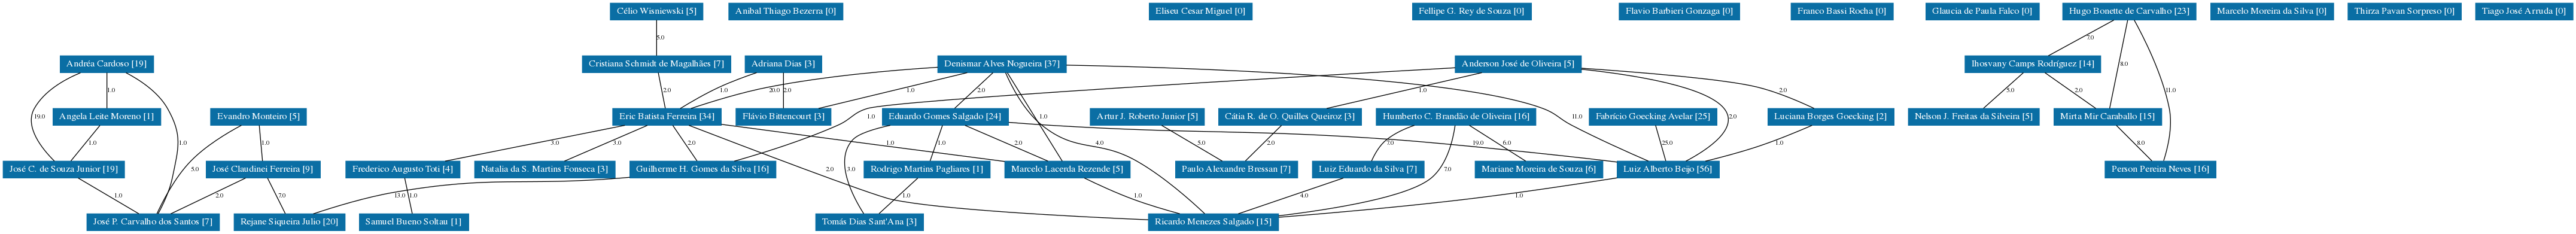 Célio Wisniewski [5]
Anibal Thiago Bezerra [0]
Eliseu Cesar Miguel [0]
Fellipe G. Rey de Souza [0]
Flavio Barbieri Gonzaga [0]
Franco Bassi Rocha [0]
Glaucia de Paula Falco [0]
Hugo Bonette de Carvalho [23]
Marcelo Moreira da Silva [0]
Thirza Pavan Sorpreso [0]
Tiago José Arruda [0]
5.0
7.0
Andréa Cardoso [19]
Cristiana Schmidt de Magalhães [7]
Adriana Dias [3]
Denismar Alves Nogueira [37]
Anderson José de Oliveira [5]
Ihosvany Camps Rodríguez [14]
8.0
1.0
2.0
1.0
2.0
20.0
1.0
2.0
1.0
2.0
5.0
2.0
11.0
19.0
Angela Leite Moreno [1]
Evandro Monteiro [5]
Eric Batista Ferreira [34]
Flávio Bittencourt [3]
1.0
Eduardo Gomes Salgado [24]
1.0
Artur J. Roberto Junior [5]
Cátia R. de O. Quilles Queiroz [3]
Humberto C. Brandão de Oliveira [16]
11.0
Fabrício Goecking Avelar [25]
2.0
Luciana Borges Goecking [2]
Nelson J. Freitas da Silveira [5]
Mirta Mir Caraballo [15]
1.0
1.0
1.0
3.0
3.0
2.0
1.0
1.0
2.0
4.0
5.0
2.0
7.0
6.0
19.0
25.0
1.0
8.0
José C. de Souza Junior [19]
5.0
José Claudinei Ferreira [9]
Frederico Augusto Toti [4]
Natalia da S. Martins Fonseca [3]
Guilherme H. Gomes da Silva [16]
2.0
3.0
Rodrigo Martins Pagliares [1]
Marcelo Lacerda Rezende [5]
Paulo Alexandre Bressan [7]
Luiz Eduardo da Silva [7]
7.0
Mariane Moreira de Souza [6]
Luiz Alberto Beijo [56]
Person Pereira Neves [16]
1.0
2.0
7.0
13.0
1.0
1.0
1.0
4.0
1.0
José P. Carvalho dos Santos [7]
Rejane Siqueira Julio [20]
Samuel Bueno Soltau [1]
Tomás Dias Sant'Ana [3]
Ricardo Menezes Salgado [15]